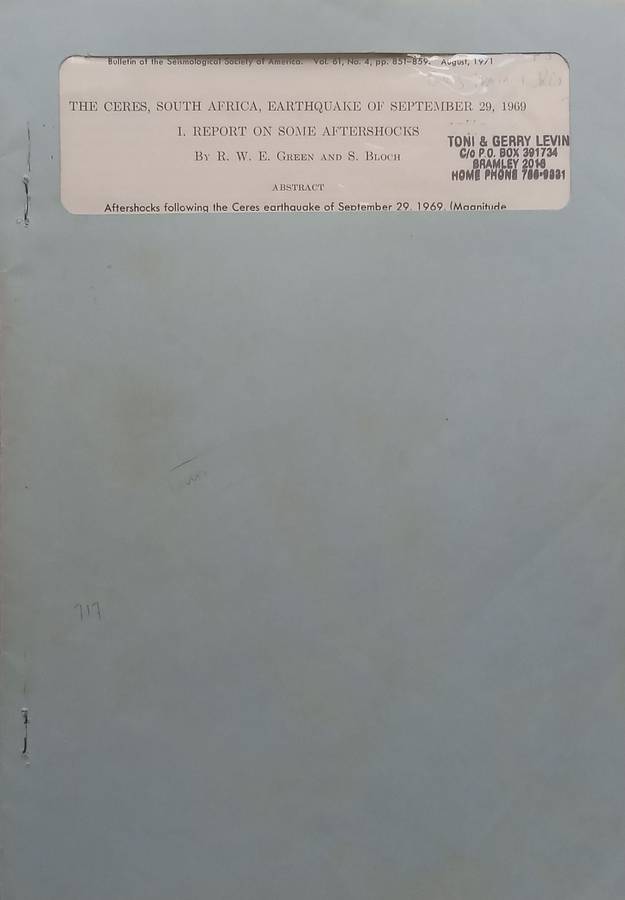 Bulletin of the Seismological Society of America. Vol. 61, No. 4, pp. 851-859. August, 1971
THE CERES, SOUTH AFRICA, EARTHQUAKE OF SEPTEMBER 29, 1969
I. REPORT ON SOME AFTERSHOCKS
BY R. W. E. GREEN AND S. BLOCH
TONI & GERRY LEVIN
C/o P.O. BOX 391734
BRAMLEY 2018
HOME PHONE
ABSTRACT
Aftershocks following the Ceres earthquake of September 29, 1969, (Magnitude
717